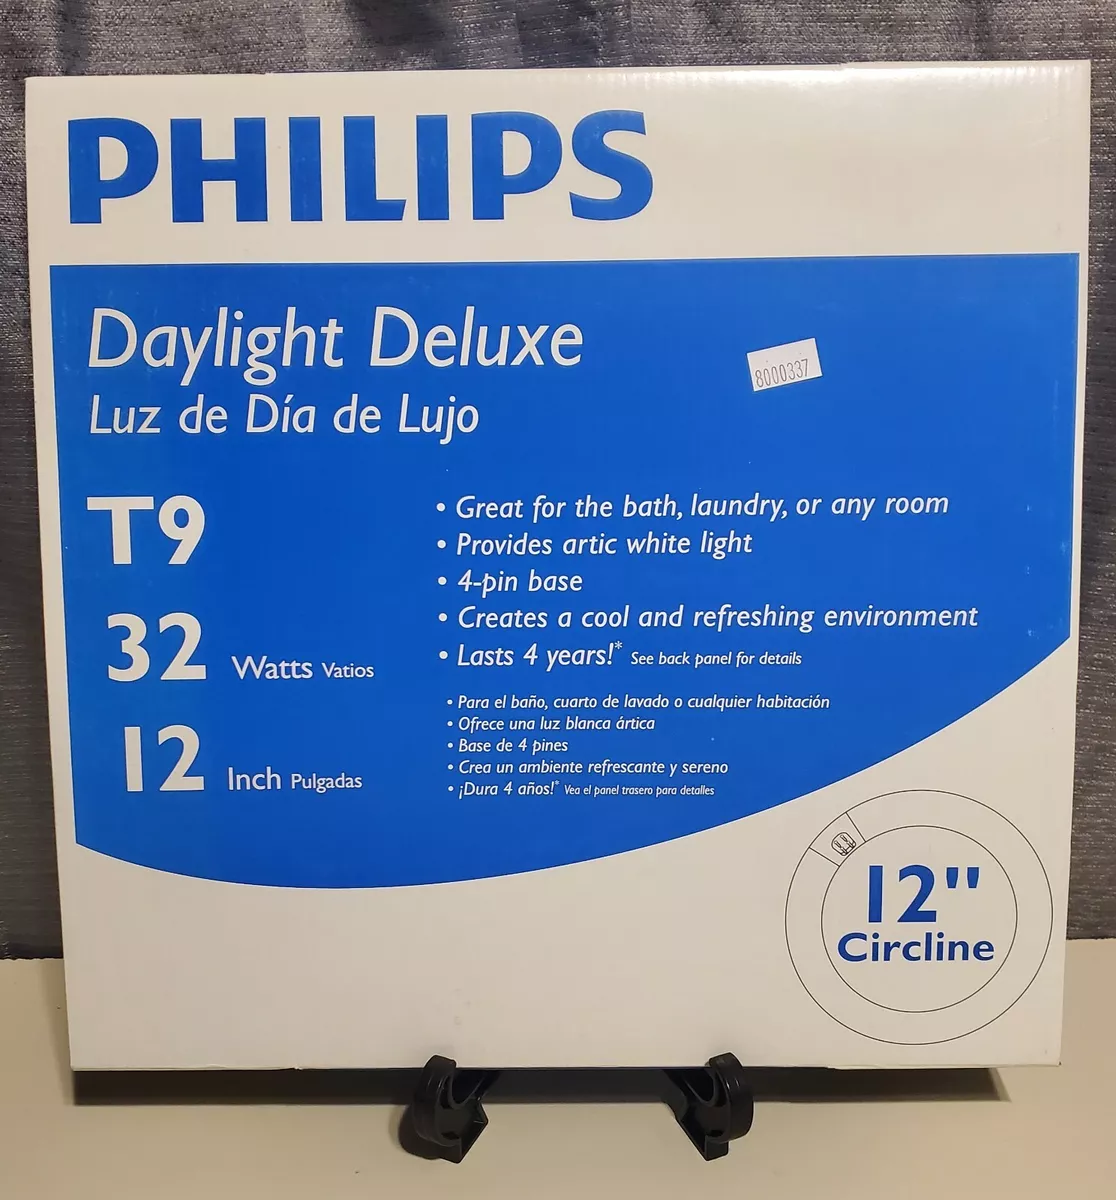 PHILIPS
Daylight Deluxe
Luz de Día de Lujo
8000337
T9
32 Watts Vatios
12 Inch Pulgadas
• Great for the bath, laundry, or any room
• Provides artic white light
• 4-pin base
• Creates a cool and refreshing environment
• Lasts 4 years!* See back panel for details
• Para el baño, cuarto de lavado o cualquier habitación
• Ofrece una luz blanca ártica
• Base de 4 pines
• Crea un ambiente refrescante y sereno
• ¡Dura 4 años!* Vea el panel trasero para detalles
12"
Circline